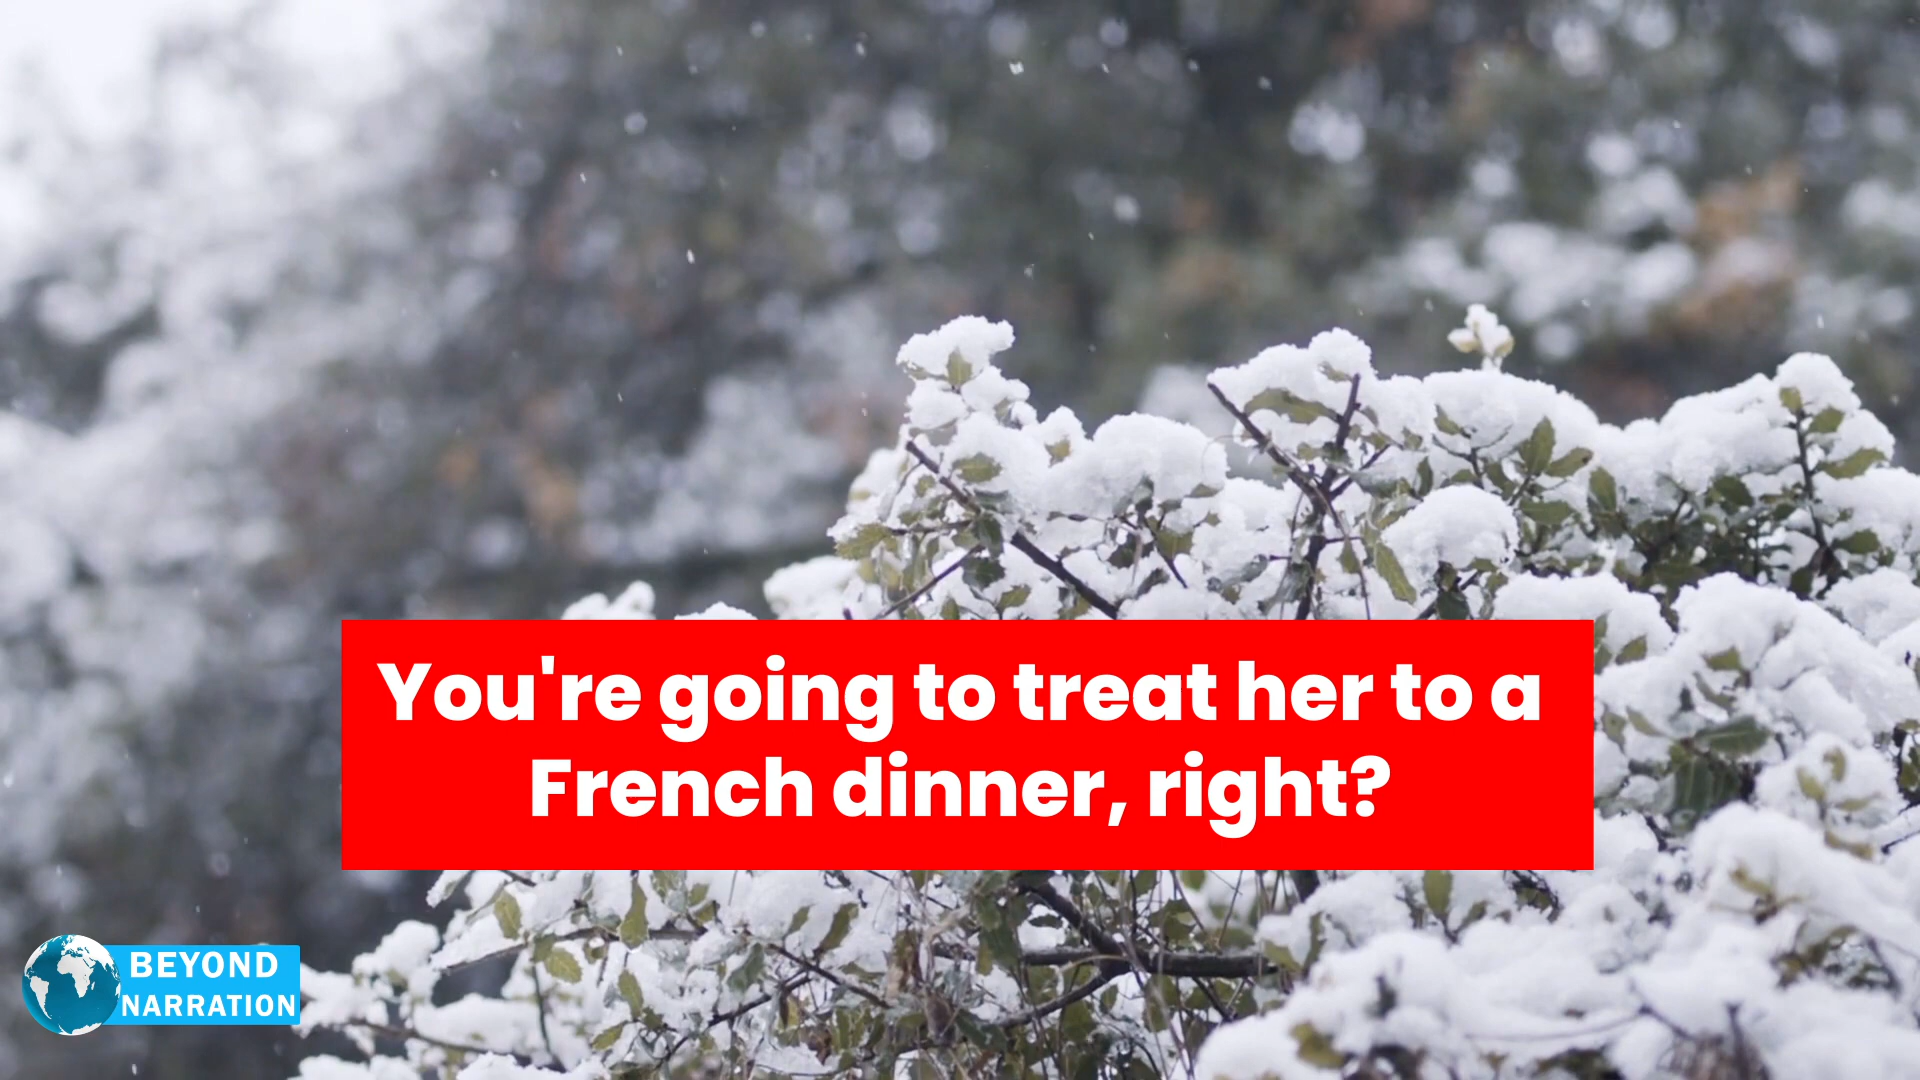 You're going to treat her to a
French dinner, right?
BEYOND
NARRATION